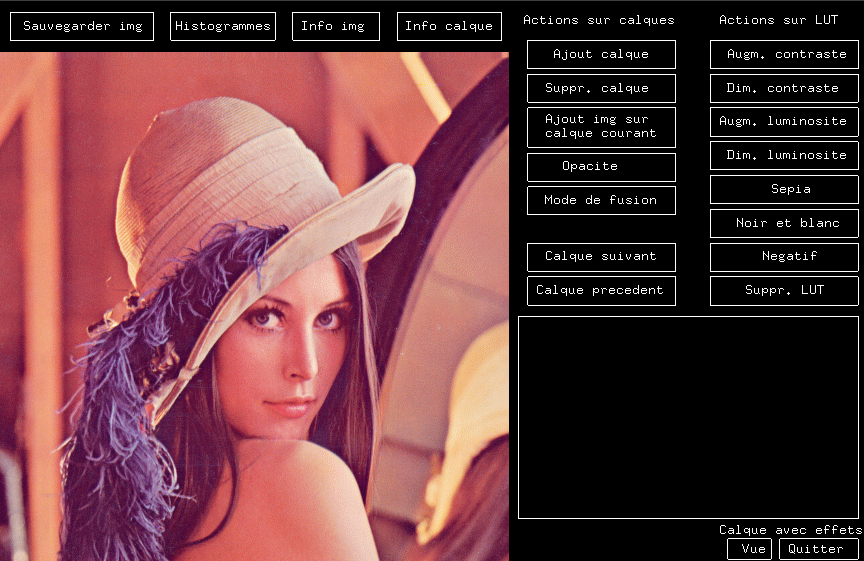 Sauvegarder img
Histogrammes
Info img
Info calque
Actions sur calques
Ajout calque
Suppr. calque
Ajout img sur
calque courant
Opacite
Mode de fusion
Calque suivant
Calque precedent
Actions sur LUT
Augm. contraste
Dim. contraste
Augm. luminosite
Dim. luminosite
Sepia
Noir et blanc
Negatif
Suppr. LUT
Calque avec effets
Vue
Quitter